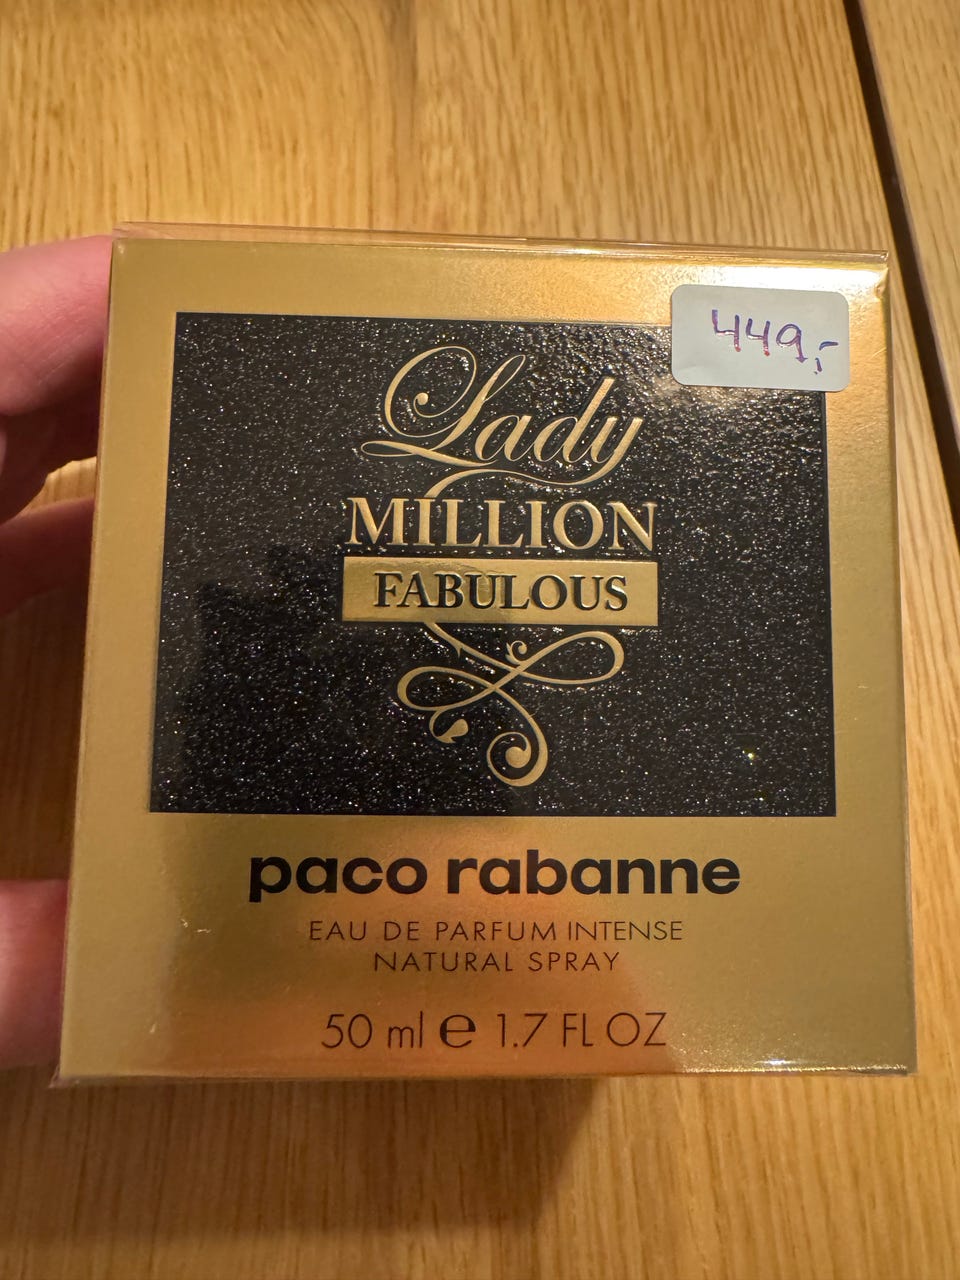 449,-
Lady
MILLION
FABULOUS
paco rabanne
EAU DE PARFUM INTENSE
NATURAL SPRAY
50 ml ℮ 1.7 FL OZ